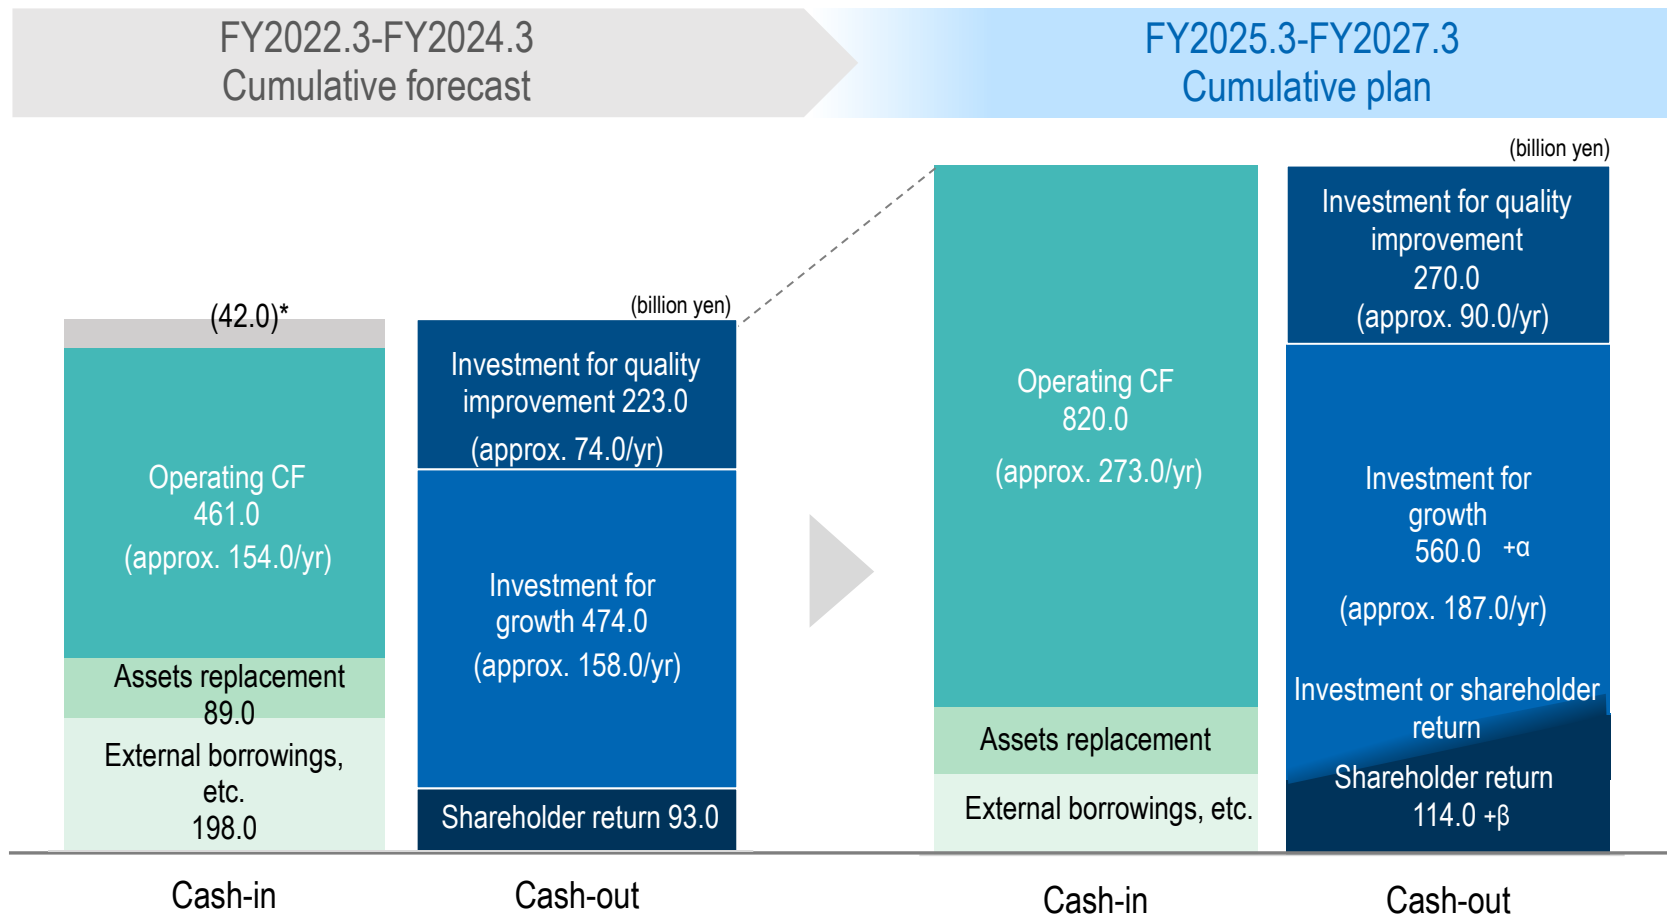 FY2022.3-FY2024.3
Cumulative forecast
FY2025.3-FY2027.3
Cumulative plan
(billion yen)
(42.0)*
Operating CF
461.0
(approx. 154.0/yr)
Assets replacement
89.0
External borrowings,
etc.
198.0
Cash-in
(billion yen)
Investment for quality
improvement 223.0
(approx. 74.0/yr)
Investment for
growth 474.0
(approx. 158.0/yr)
Shareholder return 93.0
Cash-out
Operating CF
820.0
(approx. 273.0/yr)
Assets replacement
External borrowings, etc.
Cash-in
Investment for quality
improvement
270.0
(approx. 90.0/yr)
Investment for
growth
560.0 +α
(approx. 187.0/yr)
Investment or shareholder
return
Shareholder return
114.0 +β
Cash-out